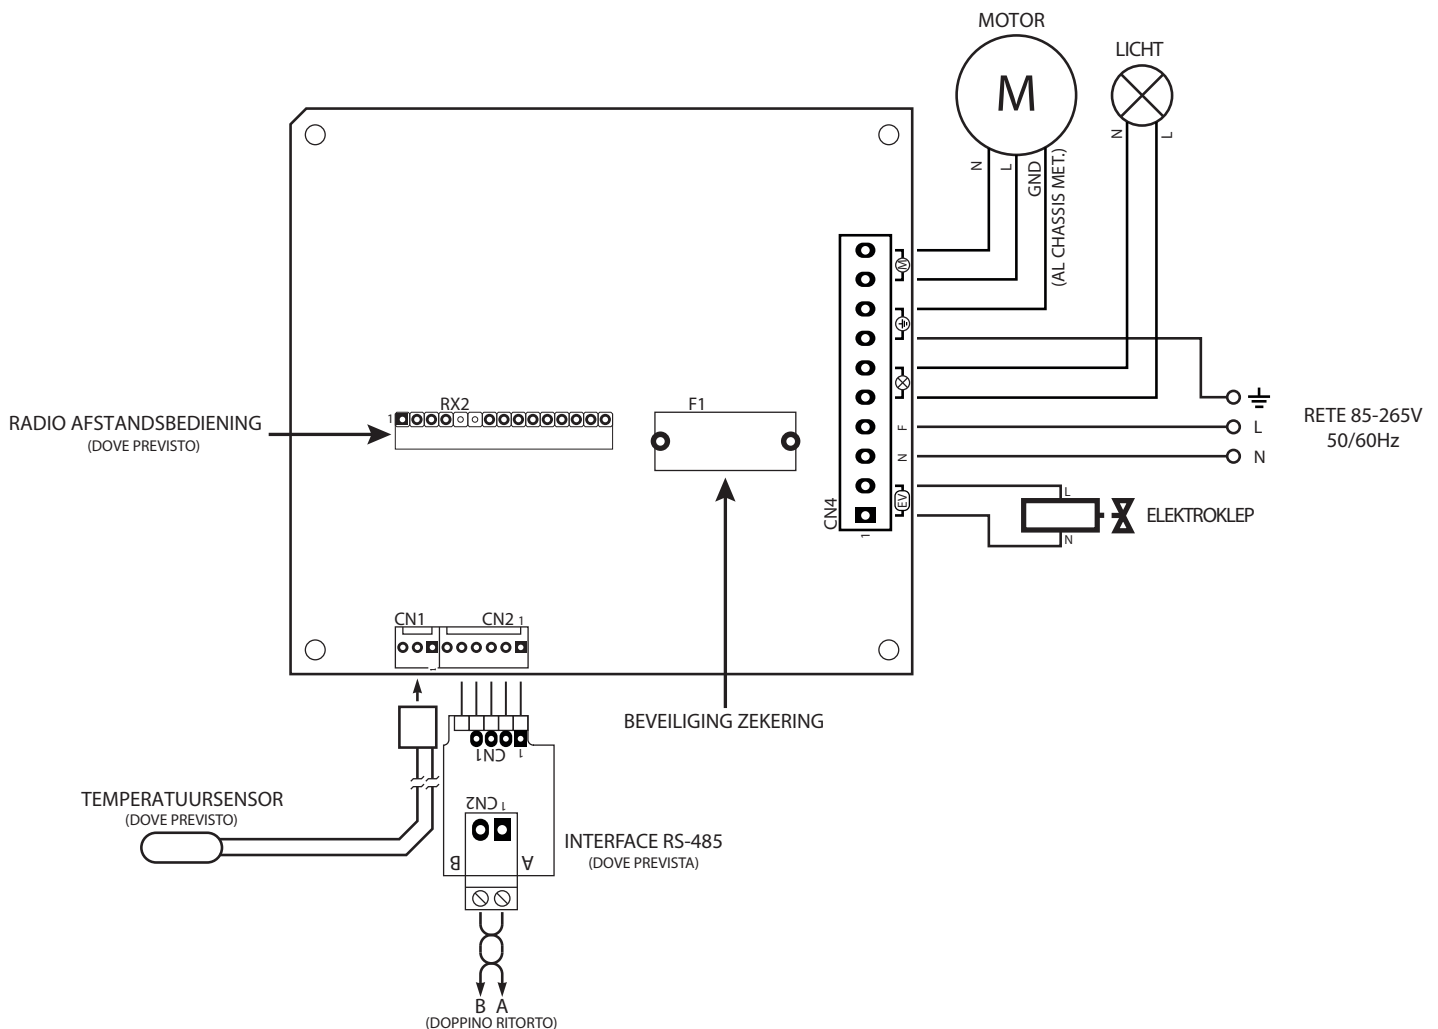 MOTOR
LICHT
M
N
L
GND
(AL CHASSIS MET.)
N
L
M
RX2
1
F1
RADIO AFSTANDSBEDIENING
(DOVE PREVISTO)
F
N
EV
CN4
1
L
RETE 85-265V
50/60Hz
N
L
ELEKTROKLEP
N
CN1
CN2 1
1
BEVEILIGING ZEKERING
CN1 1
TEMPERATUURSENSOR
(DOVE PREVISTO)
CN2 1
B A
INTERFACE RS-485
(DOVE PREVISTA)
B A
(DOPPINO RITORTO)